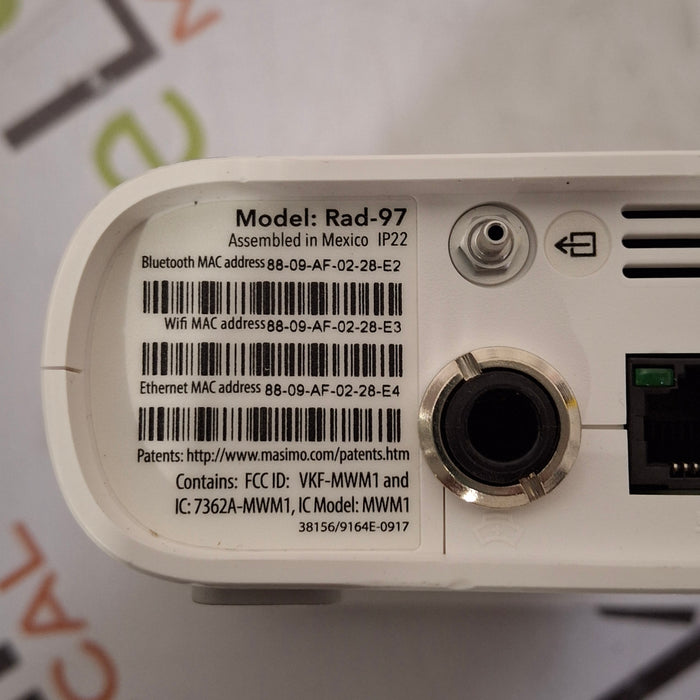 Model: Rad-97
Assembled in Mexico IP22
Bluetooth MAC address 88-09-AF-02-28-E2
Wifi MAC address 88-09-AF-02-28-E3
Ethernet MAC address 88-09-AF-02-28-E4
Patents: http://www.masimo.com/patents.htm
Contains: FCC ID: VKF-MWM1 and
IC: 7362A-MWM1, IC Model: MWM1
38156/9164E-0917
CAL